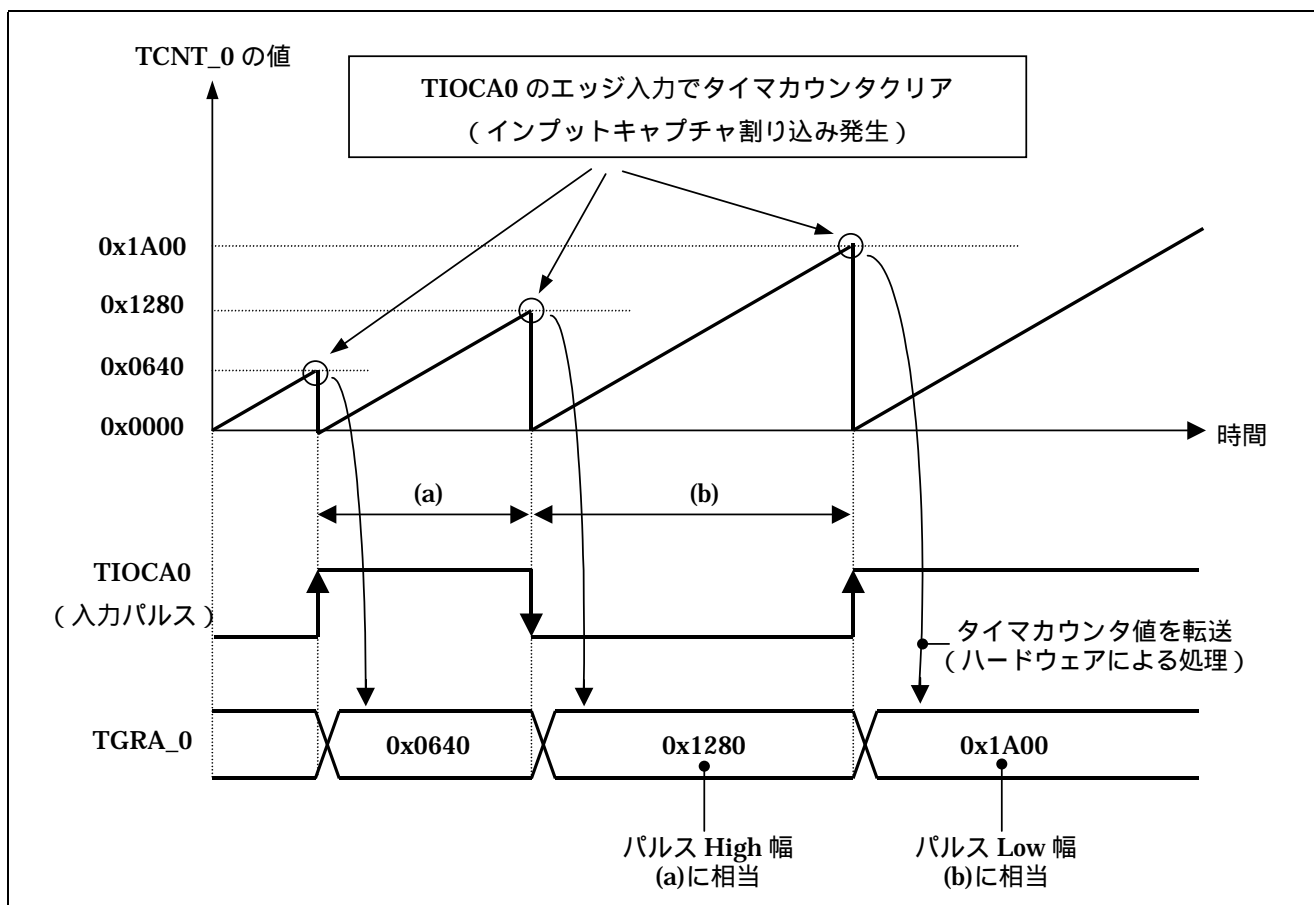 TCNT_0 の値
TIOCA0 のエッジ入力でタイマカウンタクリア
(インプットキャプチャ割り込み発生)
0x1A00
0x1280
0x0640
0x0000
時間
(a)
(b)
TIOCA0
(入力パルス)
タイマカウンタ値を転送
(ハードウェアによる処理)
TGRA_0
0x0640
0x1280
0x1A00
パルス High 幅
(a)に相当
パルス Low 幅
(b)に相当